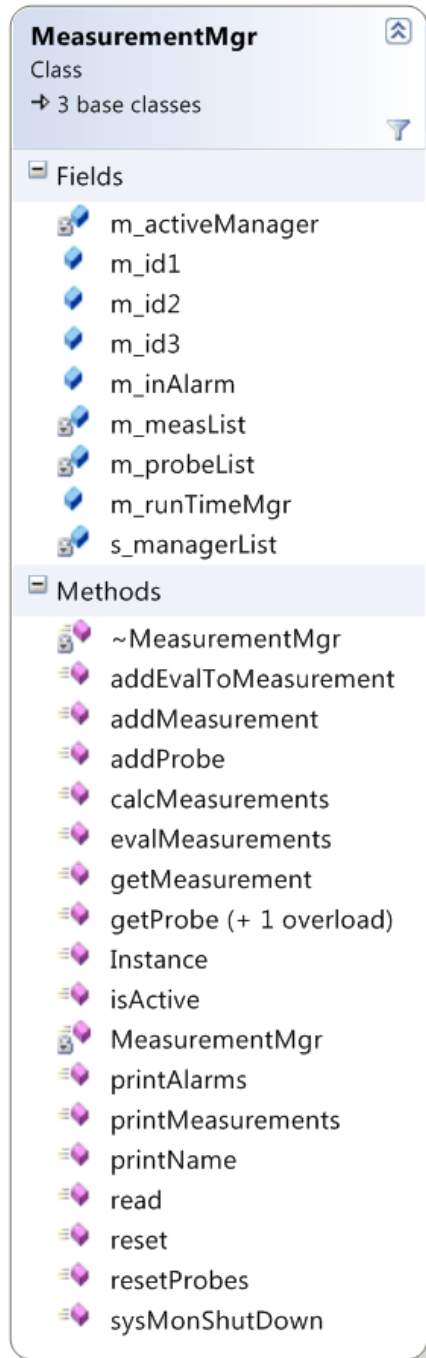 MeasurementMgr
Class
3 base classes
Fields
m_activeManager
m_id1
m_id2
m_id3
m_inAlarm
m_measList
m_probeList
m_runTimeMgr
s_managerList
Methods
~MeasurementMgr
addEvalToMeasurement
addMeasurement
addProbe
calcMeasurements
evalMeasurements
getMeasurement
getProbe (+ 1 overload)
Instance
isActive
MeasurementMgr
printAlarms
printMeasurements
printName
read
reset
resetProbes
sysMonShutDown